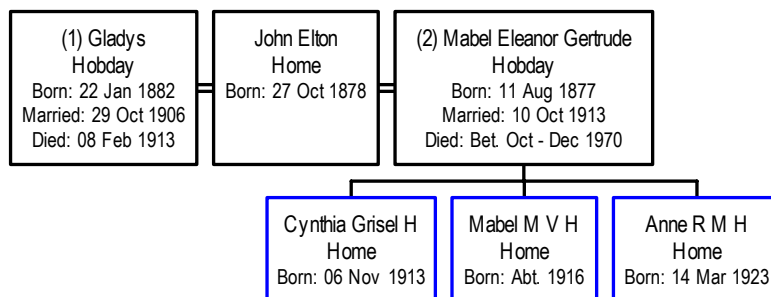 (1) Gladys
Hobday
Born: 22 Jan 1882
Married: 29 Oct 1906
Died: 08 Feb 1913
John Elton
Home
Born: 27 Oct 1878
(2) Mabel Eleanor Gertrude
Hobday
Born: 11 Aug 1877
Married: 10 Oct 1913
Died: Bet. Oct - Dec 1970
Cynthia Grisel H
Home
Born: 06 Nov 1913
Mabel M V H
Home
Born: Abt. 1916
Anne R M H
Home
Born: 14 Mar 1923